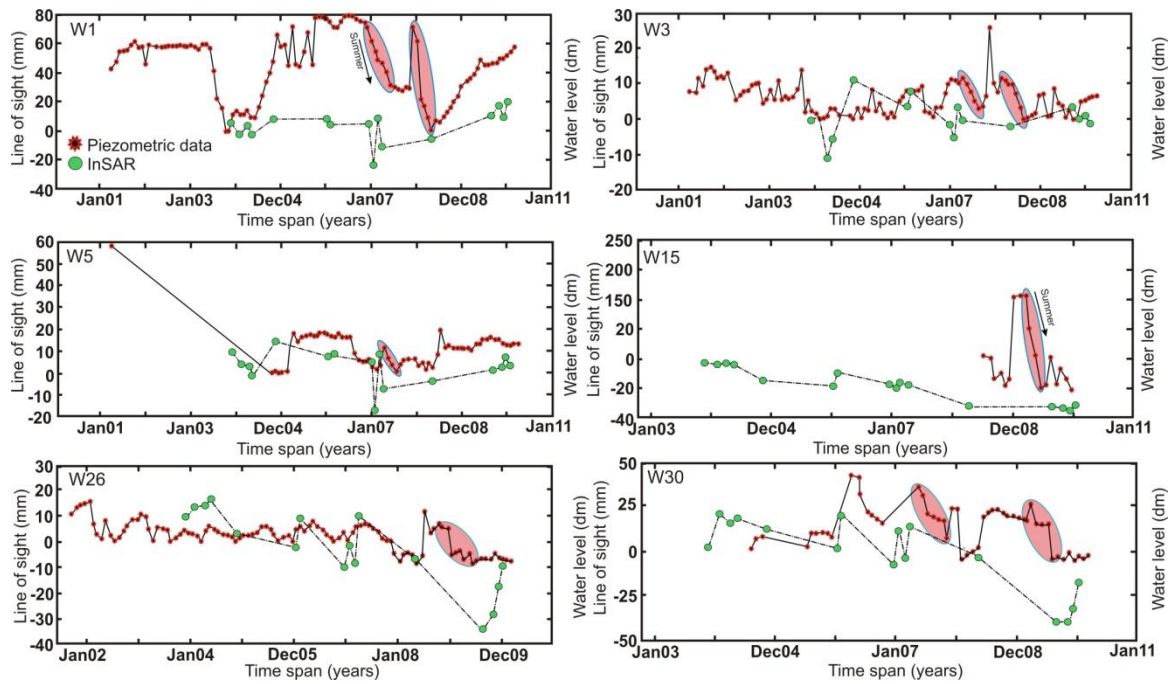 W1
80
60
40
20
0
-20
-40
Line of sight (mm)
Water level (dm)
Summer
Piezometric data
InSAR
Jan01 Jan03 Dec04 Jan07 Dec08 Jan11
Time span (years)
W3
30
20
10
0
-10
20
Line of sight (mm)
Water level (dm)
Jan01 Jan03 Dec04 Jan07 Dec08 Jan11
Time span (years)
W5
60
50
40
30
20
10
0
-10
-20
Line of sight (mm)
Water level (dm)
Jan01 Jan03 Dec04 Jan07 Dec08 Jan11
Time span (years)
W15
250
150
20
0
-20
-40
Line of sight (mm)
Water level (dm)
Summer
Jan03 Dec04 Jan07 Dec08 Jan11
Time span (years)
W26
30
20
10
0
-10
-20
-30
-40
Line of sight (mm)
Water level (dm)
Jan02 Jan04 Dec05 Jan08 Dec09
Time span (years)
W30
50
25
0
-25
-50
Line of sight (mm)
Water level (dm)
Jan03 Dec04 Jan07 Dec08 Jan11
Time span (years)